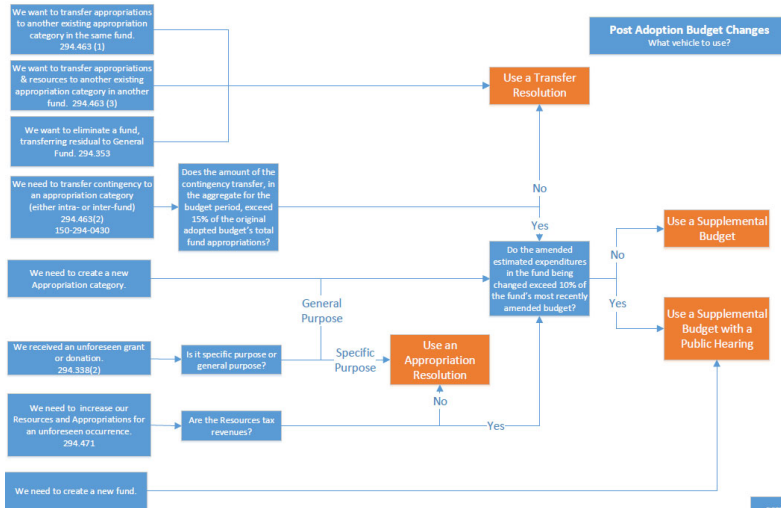 We want to transfer appropriations
to another existing appropriation
category in the same fund.
294.463 (1)
Post Adoption Budget Changes
What vehicle to use?
We want to transfer appropriations
& resources to another existing
appropriation category in another
fund. 294.463 (3)
Use a Transfer
Resolution
We want to eliminate a fund,
transferring residual to General
Fund. 294.353
We need to transfer contingency to
an appropriation category
(either intra- or inter-fund)
294.463(2)
150-294-0430
Does the amount of the
contingency transfer, in
the aggregate for the
budget period, exceed
15% of the original
adopted budget's total
fund appropriations?
No
Yes
Use a Supplemental
Budget
We need to create a new
Appropriation category.
Do the amended
estimated expenditures
in the fund being
changed exceed 10% of
the fund's most recently
amended budget?
No
Yes
General
Purpose
Use a Supplemental
Budget with a
Public Hearing
We received an unforeseen grant
or donation.
294.338(2)
Is it specific purpose or
general purpose?
Specific
Purpose
Use an
Appropriation
Resolution
We need to increase our
Resources and Appropriations for
an unforeseen occurrence.
294.471
Are the Resources tax
revenues?
No
Yes
We need to create a new fund.